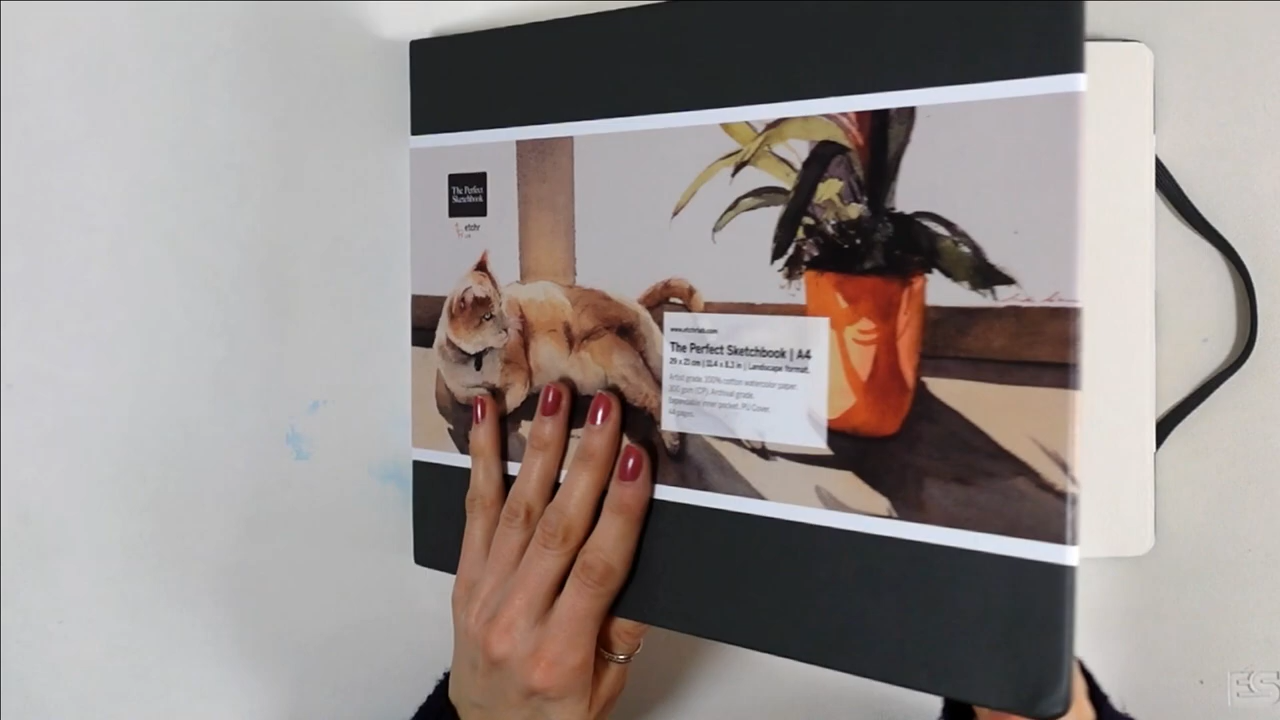 The Perfect
Sketchbook
etchr
www.etchrlab.com
The Perfect Sketchbook | A4
29 x 21 cm | 11.4 x 8.3 in | Landscape format.
Artist grade. 100% cotton watercolor paper.
300 gsm (CP). Archival grade.
Expandable inner pocket. PU Cover.
ES